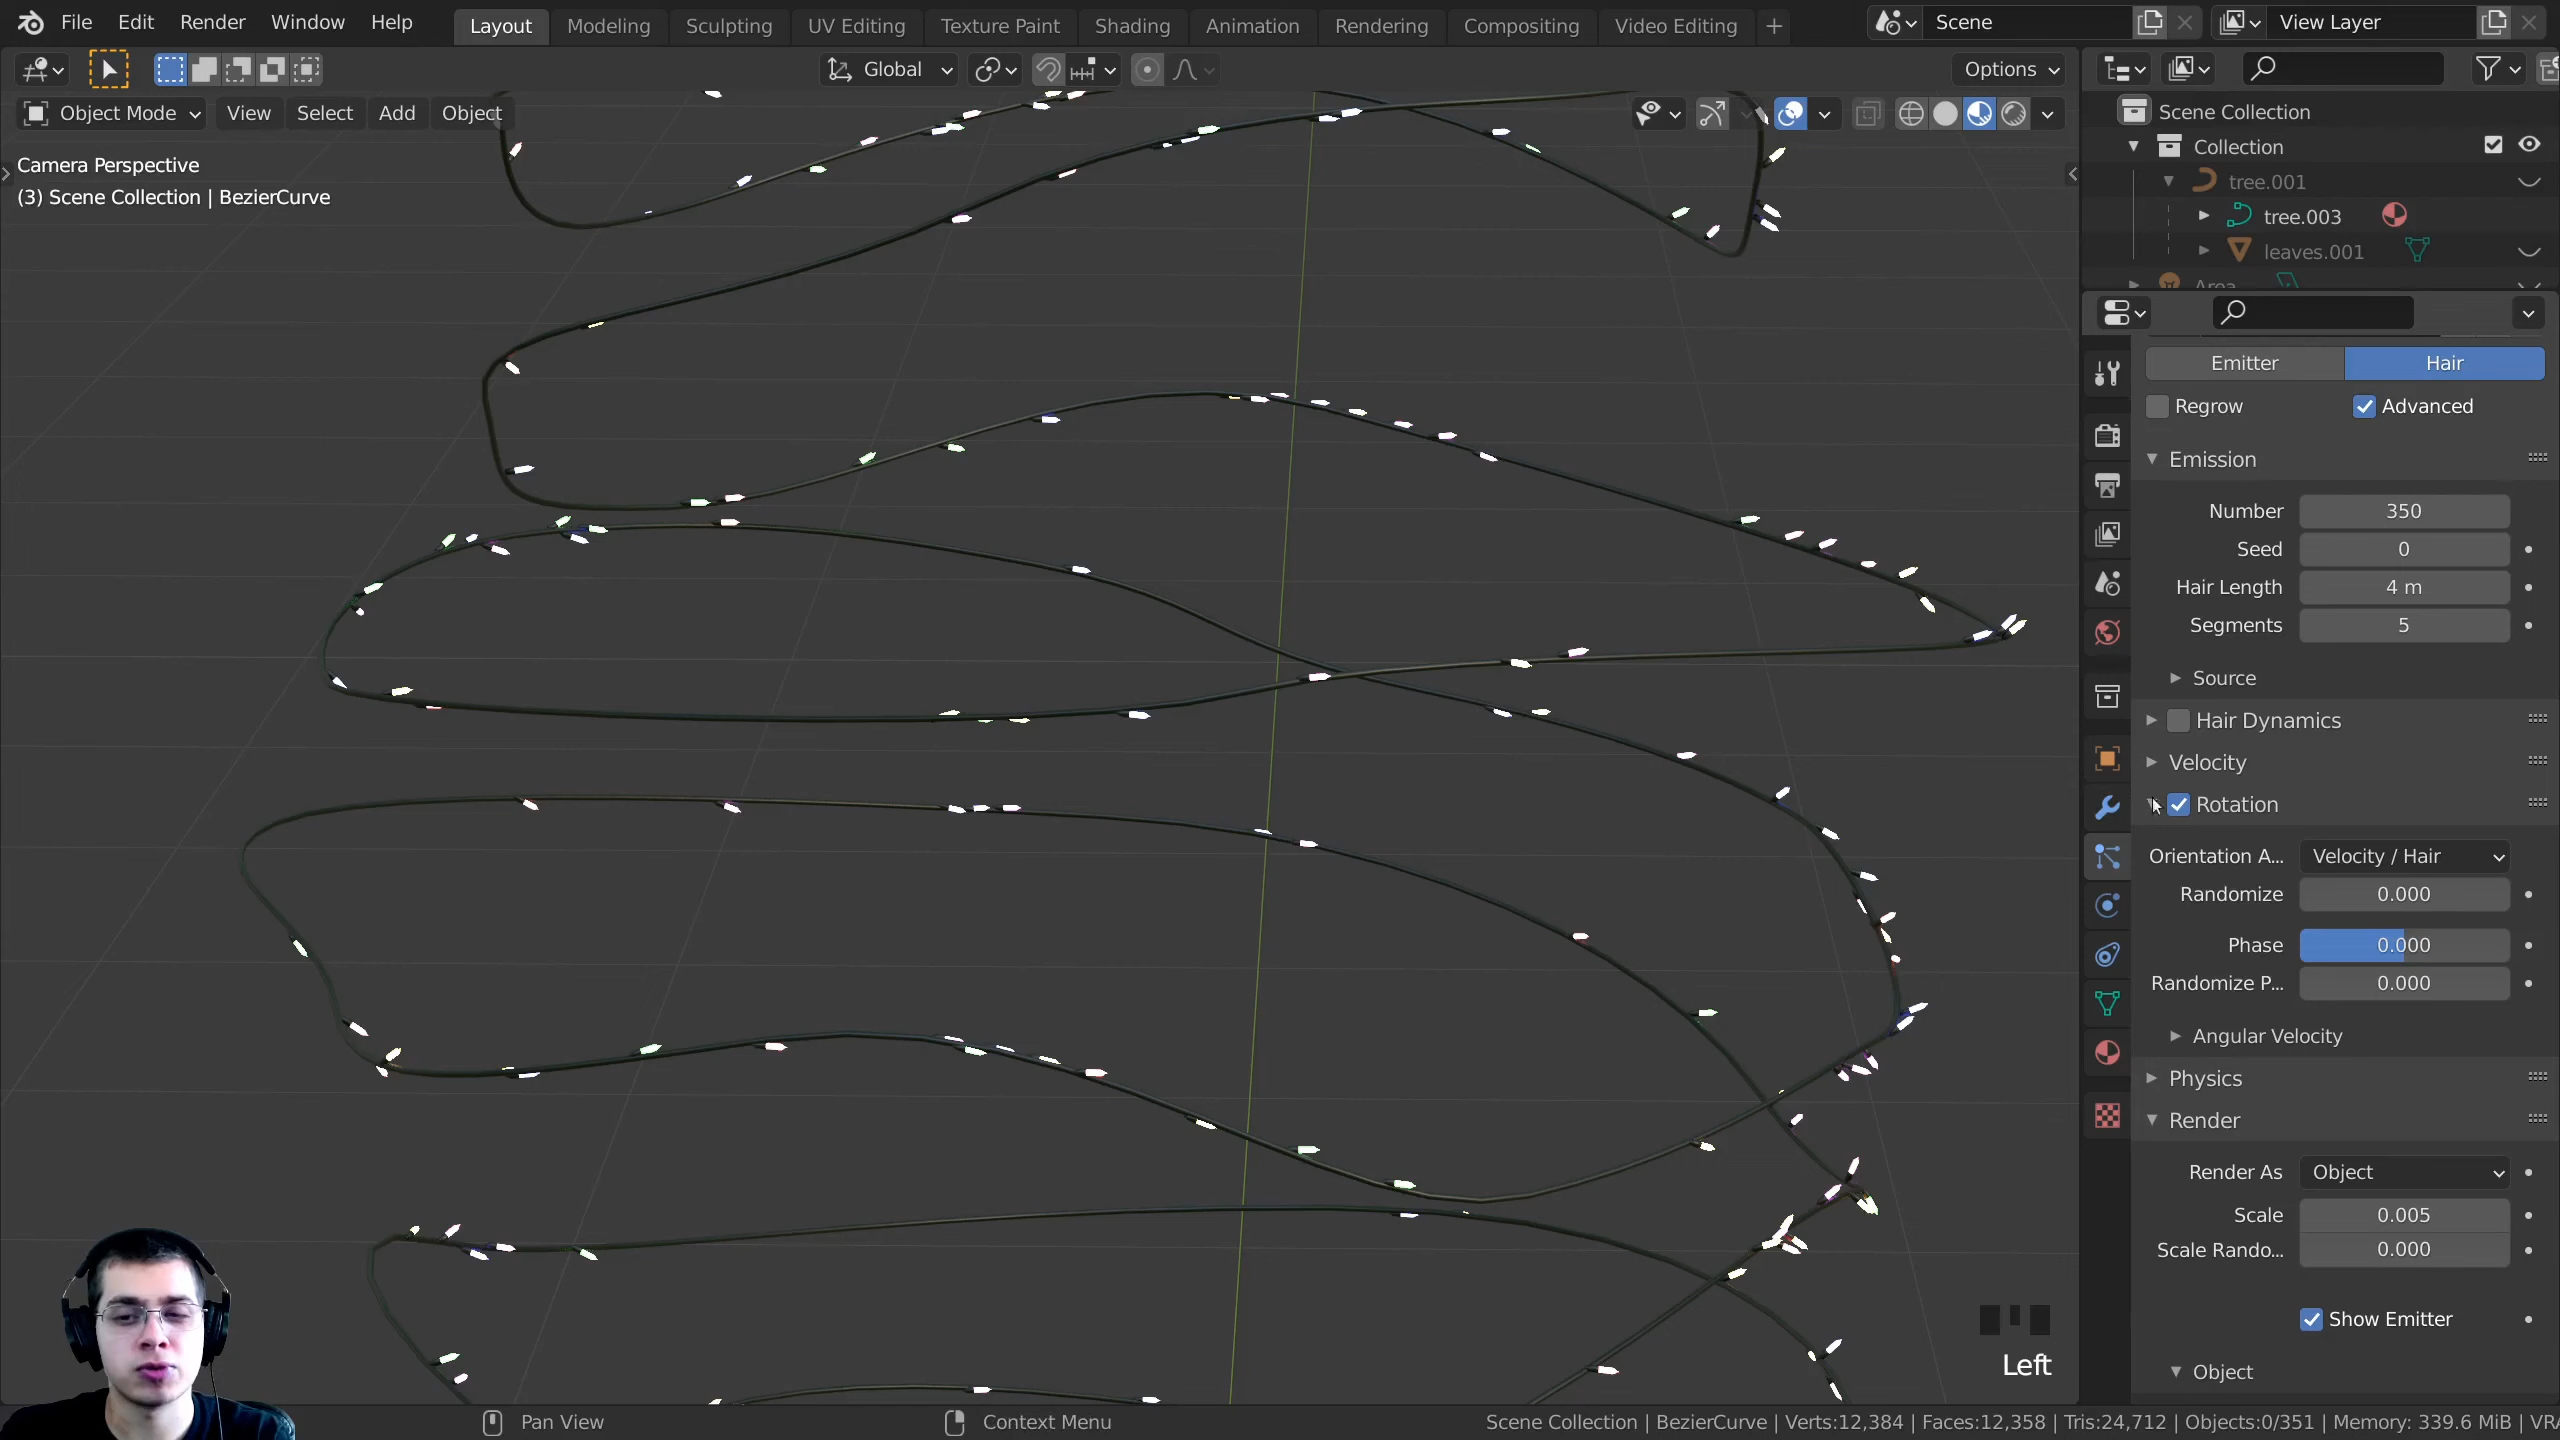 File Edit Render Window Help Layout Modeling Sculpting UV Editing Texture Paint Shading Animation Rendering Compositing Video Editing + Scene View Layer
Global Options
Object Mode View Select Add Object
Camera Perspective
(3) Scene Collection | BezierCurve
Scene Collection
Collection
tree.001
tree.003
leaves.001
Area
Emitter Hair
Regrow Advanced
Emission
Number 350
Seed 0
Hair Length 4 m
Segments 5
Source
Hair Dynamics
Velocity
Rotation
Orientation A... Velocity / Hair
Randomize 0.000
Phase 0.000
Randomize P... 0.000
Angular Velocity
Physics
Render
Render As Object
Scale 0.005
Scale Rando... 0.000
Show Emitter
Object
Left
Pan View Context Menu Scene Collection | BezierCurve | Verts:12,384 | Faces:12,358 | Tris:24,712 | Objects:0/351 | Memory: 339.6 MiB | VRA